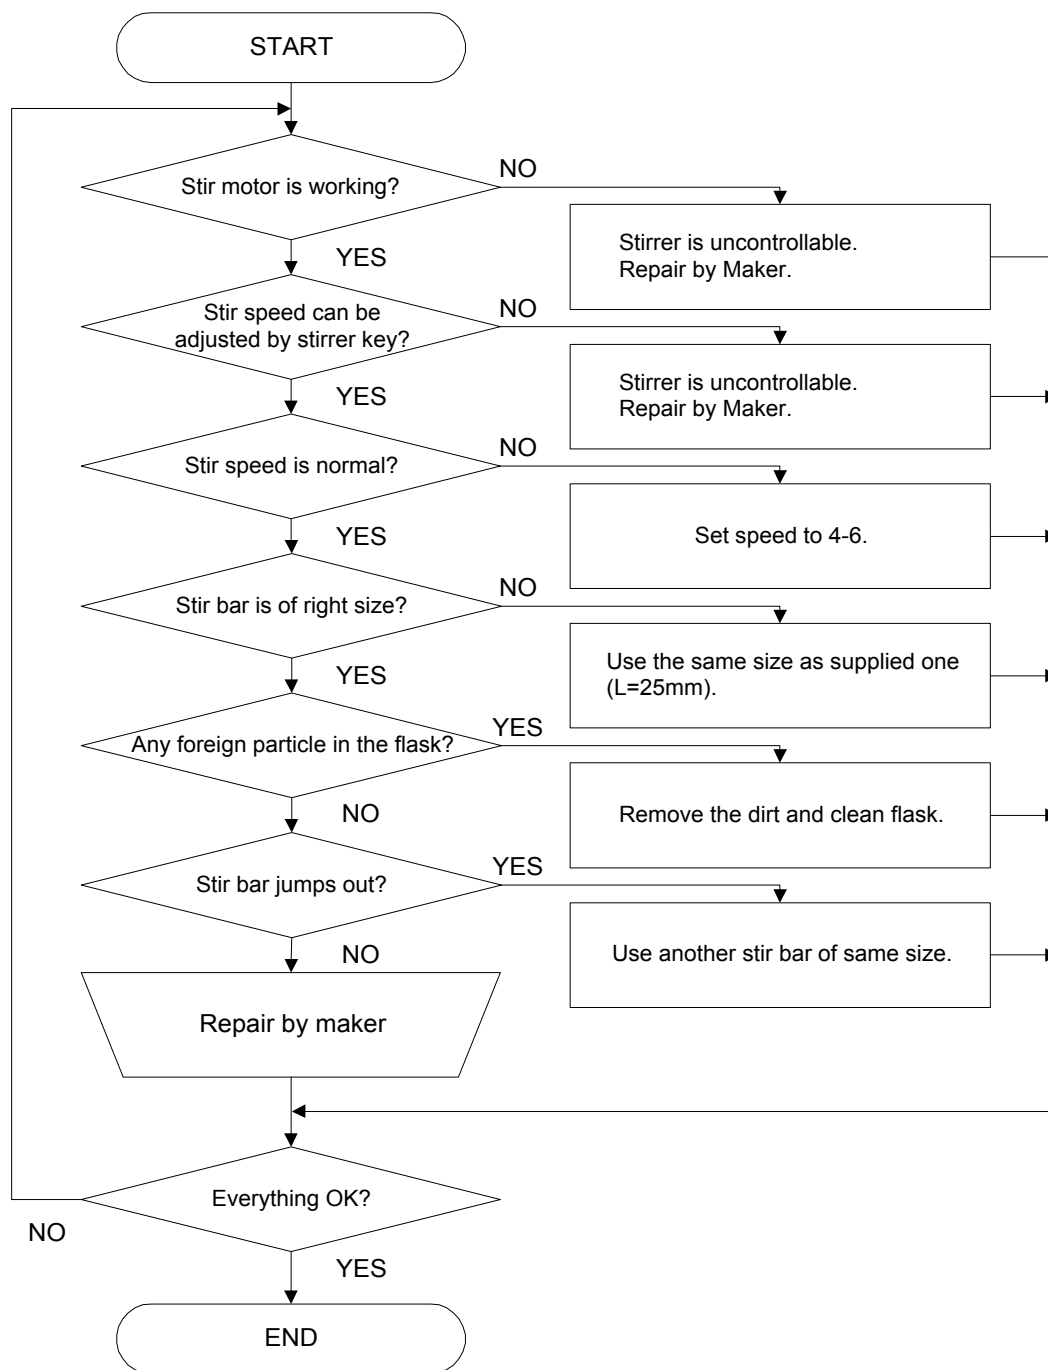 START
Stir motor is working?
NO
Stirrer is uncontrollable.
Repair by Maker.
YES
Stir speed can be
adjusted by stirrer key?
NO
Stirrer is uncontrollable.
Repair by Maker.
YES
Stir speed is normal?
NO
Set speed to 4-6.
YES
Stir bar is of right size?
NO
Use the same size as supplied one
(L=25mm).
YES
Any foreign particle in the flask?
YES
Remove the dirt and clean flask.
NO
Stir bar jumps out?
YES
Use another stir bar of same size.
NO
Repair by maker
Everything OK?
NO
YES
END